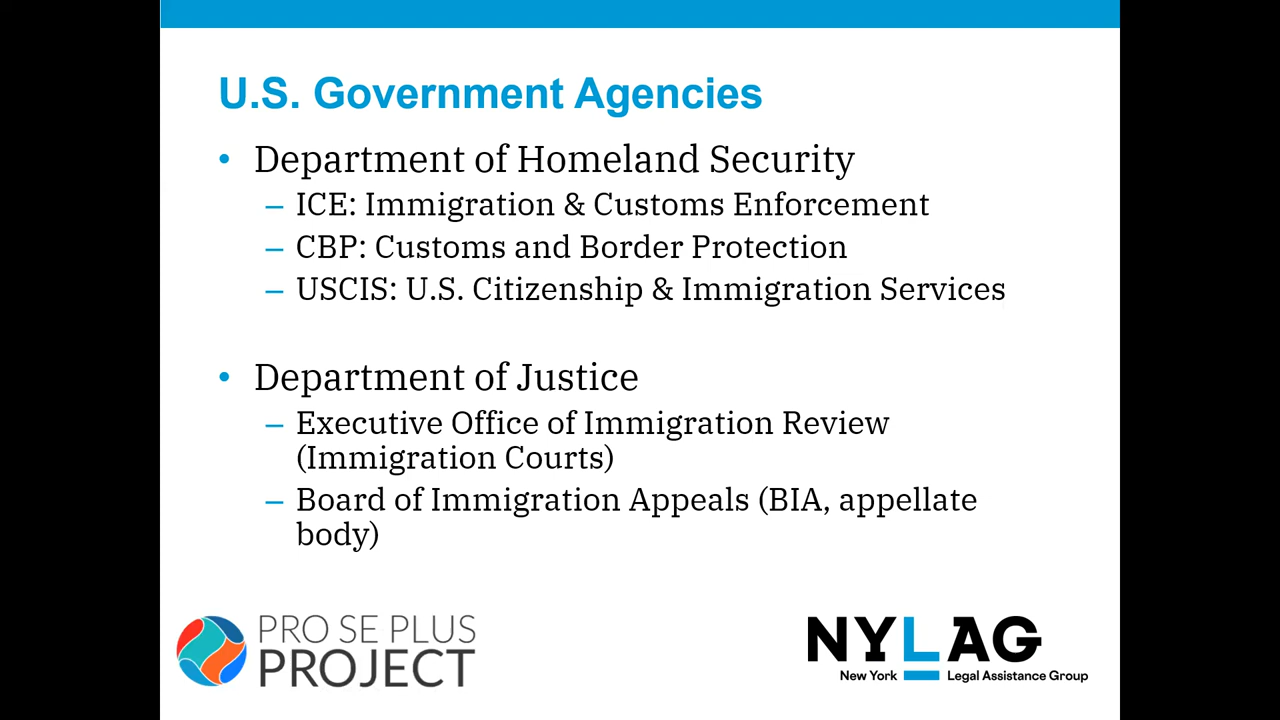 U.S. Government Agencies
• Department of Homeland Security
– ICE: Immigration & Customs Enforcement
– CBP: Customs and Border Protection
– USCIS: U.S. Citizenship & Immigration Services
• Department of Justice
– Executive Office of Immigration Review
(Immigration Courts)
– Board of Immigration Appeals (BIA, appellate
body)
PRO SE PLUS
PROJECT
NYLAG
New York Legal Assistance Group